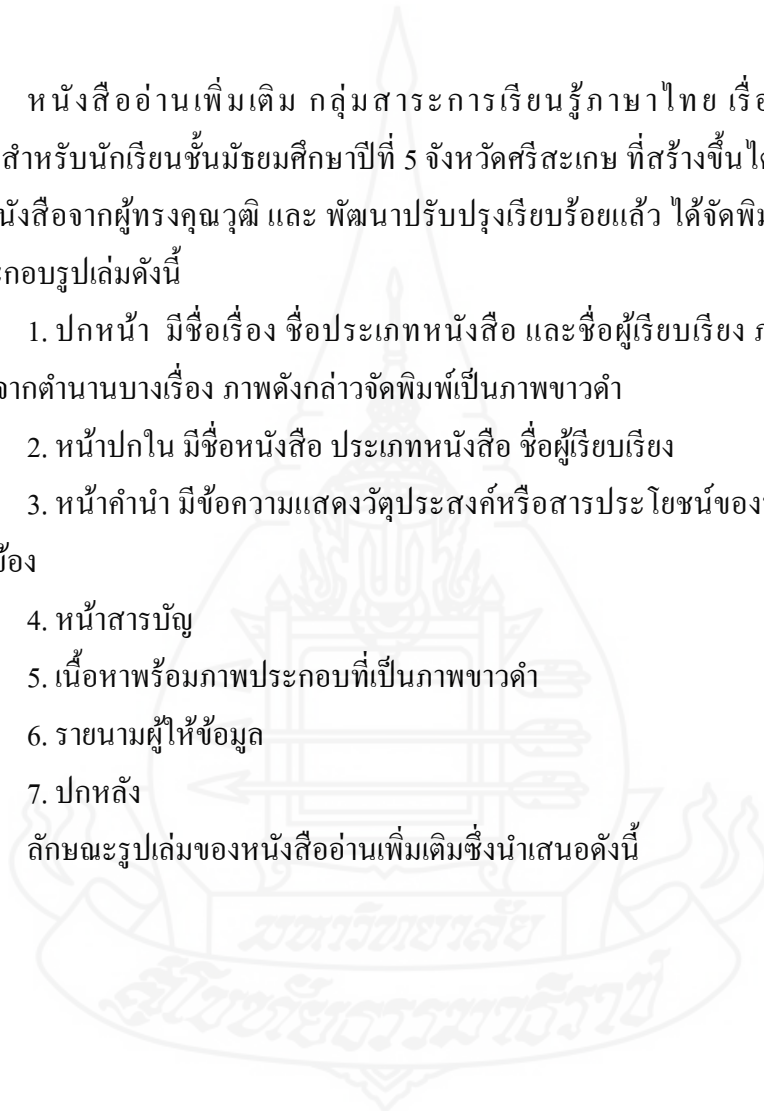 หนังสืออ่านเพิ่มเติม กลุ่มสาระการเรียนรู้ภาษาไทย
สำหรับนักเรียนชั้นมัธยมศึกษาปีที่ 5 จังหวัดศรีสะเกษ ที่สร้างขึ้น
จากผู้ทรงคุณวุฒิ และ พัฒนาปรับปรุงเรียบร้อยแล้ว
รูปเล่มดังนี้
1. ปกหน้า มีชื่อเรื่อง ชื่อประเภทหนังสือ และชื่อผู้เรียบเรียง
จากตำนานบางเรื่อง ภาพดังกล่าวจัดพิมพ์เป็นภาพขาวดำ
2. หน้าปกใน มีชื่อหนังสือ ประเภทหนังสือ ชื่อผู้เรียบเรียง
3. หน้าคำนำ มีข้อความแสดงวัตุประสงค์หรือสารประโยชน์ของ
4. หน้าสารบัญ
5. เนื้อหาพร้อมภาพประกอบที่เป็นภาพขาวดำ
6. รายนามผู้ให้ข้อมูล
7. ปกหลัง
ลักษณะรูปเล่มของหนังสืออ่านเพิ่มเติมซึ่งนำเสนอดังนี้
มหาวิทยาลัย
สุโขทัยธรรมาธิราช